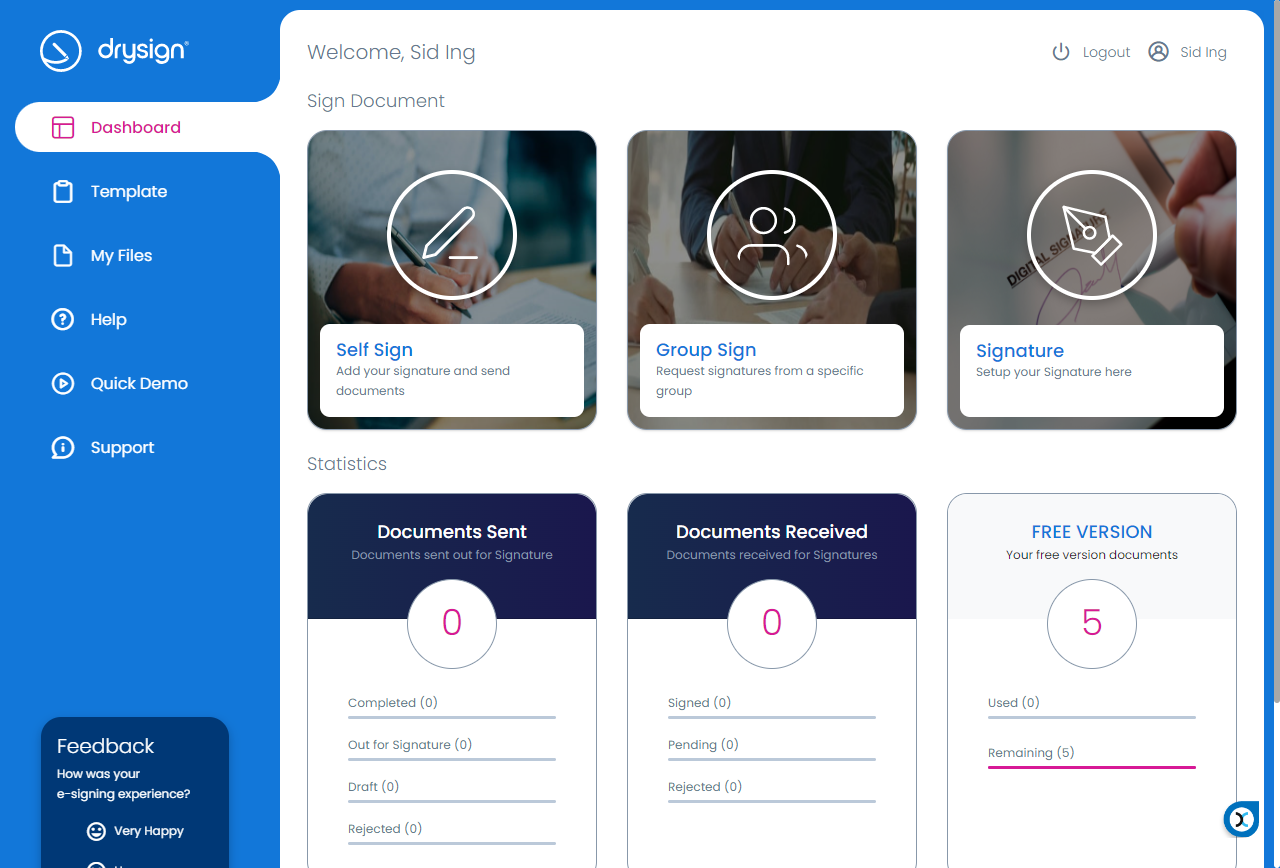 drysign®
Dashboard
Template
My Files
Help
Quick Demo
Support
Feedback
How was your
e-signing experience?
Very Happy
Welcome, Sid Ing
Logout
Sid Ing
Sign Document
Self Sign
Add your signature and send
documents
Group Sign
Request signatures from a specific
group
DIGITAL SIGNATURE
Signature
Setup your Signature here
Statistics
Documents Sent
Documents sent out for Signature
0
Completed (0)
Out for Signature (0)
Draft (0)
Rejected (0)
Documents Received
Documents received for Signatures
0
Signed (0)
Pending (0)
Rejected (0)
FREE VERSION
Your free version documents
5
Used (0)
Remaining (5)